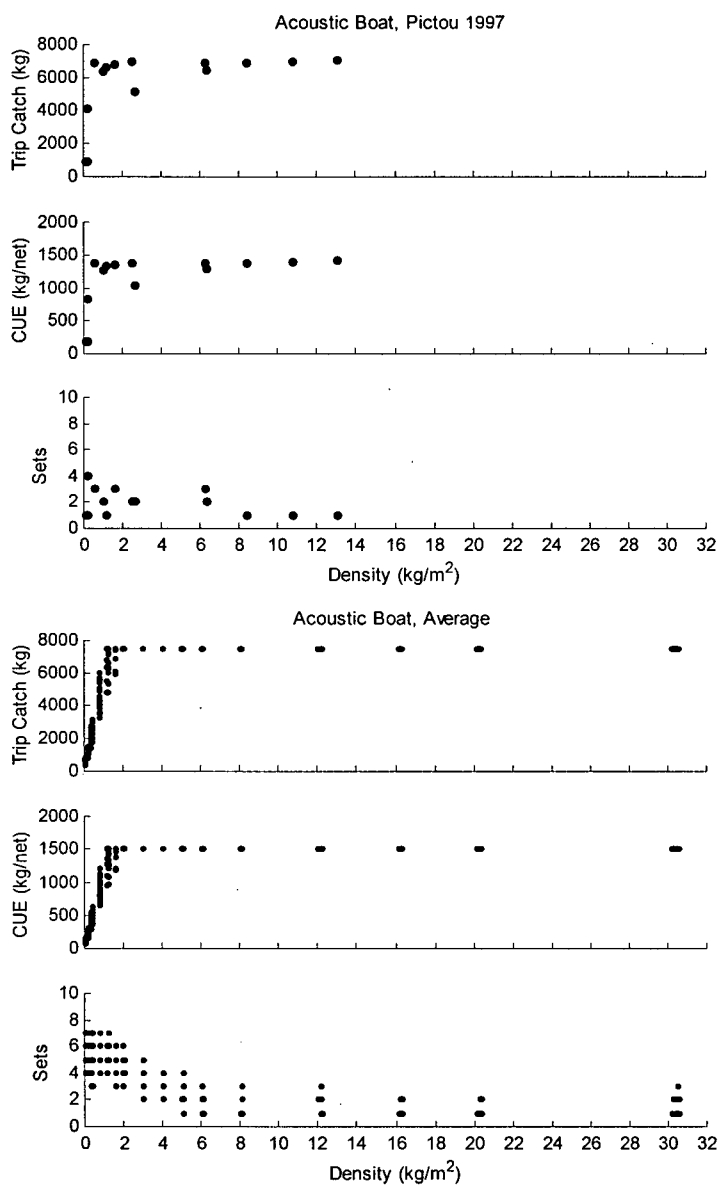 Acoustic Boat, Pictou 1997
Trip Catch (kg)
8000
6000
4000
2000
0
CUE (kg/net)
2000
1500
1000
500
0
Sets
10
8
6
4
2
0
0 2 4 6 8 10 12 14 16 18 20 22 24 26 28 30 32
Density (kg/m²)
Acoustic Boat, Average
Trip Catch (kg)
8000
6000
4000
2000
0
CUE (kg/net)
2000
1500
1000
500
0
Sets
10
8
6
4
2
0
0 2 4 6 8 10 12 14 16 18 20 22 24 26 28 30 32
Density (kg/m²)